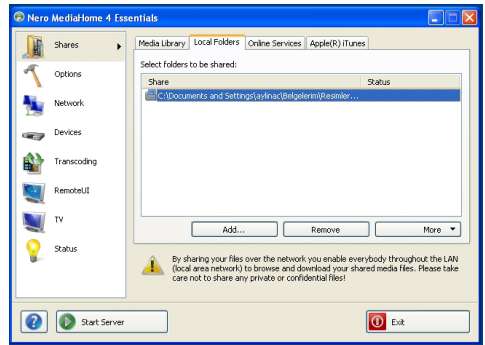 Nero MediaHome 4 Essentials
Shares
Options
Network
Devices
Transcoding
RemoteUI
TV
Status
Media Library Local Folders Online Services Apple(R) iTunes
Select folders to be shared:
Share Status
C:\Documents and Settings\aylinac\Belgelerim\Resimler...
Add... Remove More
By sharing your files over the network you enable everybody throughout the LAN
(local area network) to browse and download your shared media files. Please take
care not to share any private or confidential files!
Start Server Exit